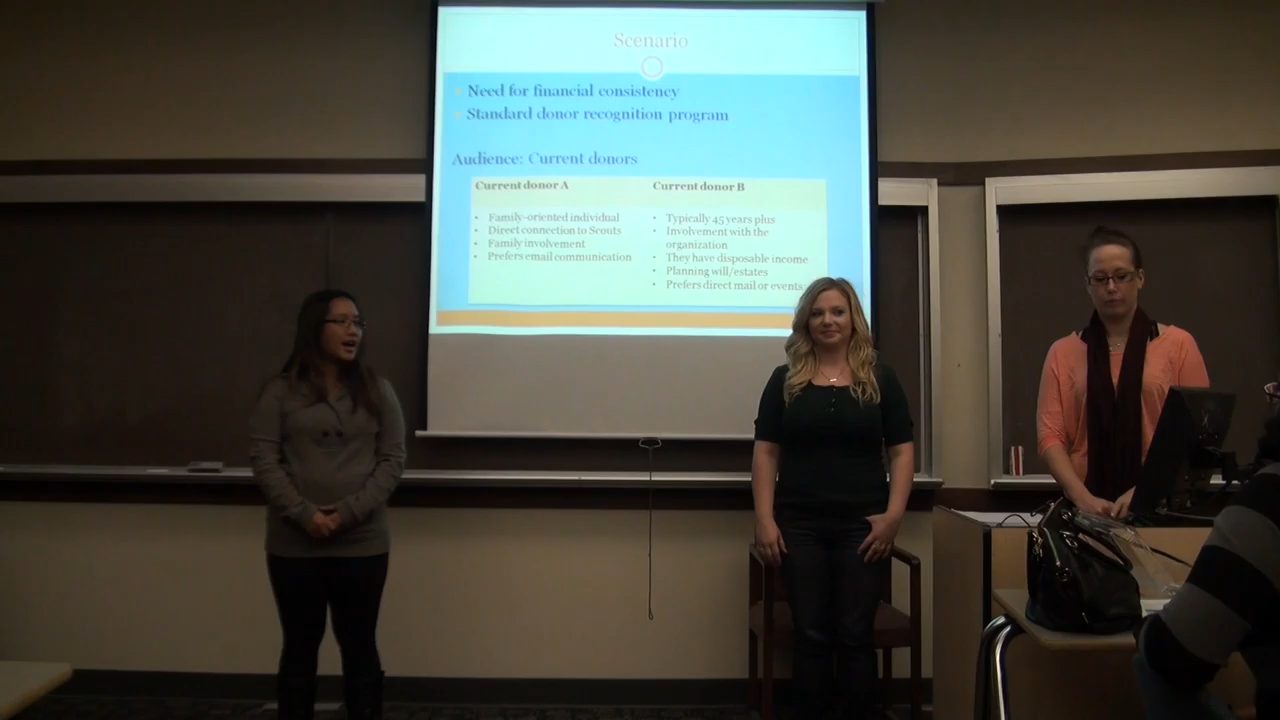 Scenario
Need for financial consistency
Standard donor recognition program
Audience: Current donors
Current donor A
• Family-oriented individual
• Direct connection to Scouts
• Family involvement
• Prefers email communication
Current donor B
• Typically 45 years plus
• Involvement with the
organization
• They have disposable income
• Planning will/estates
• Prefers direct mail or events